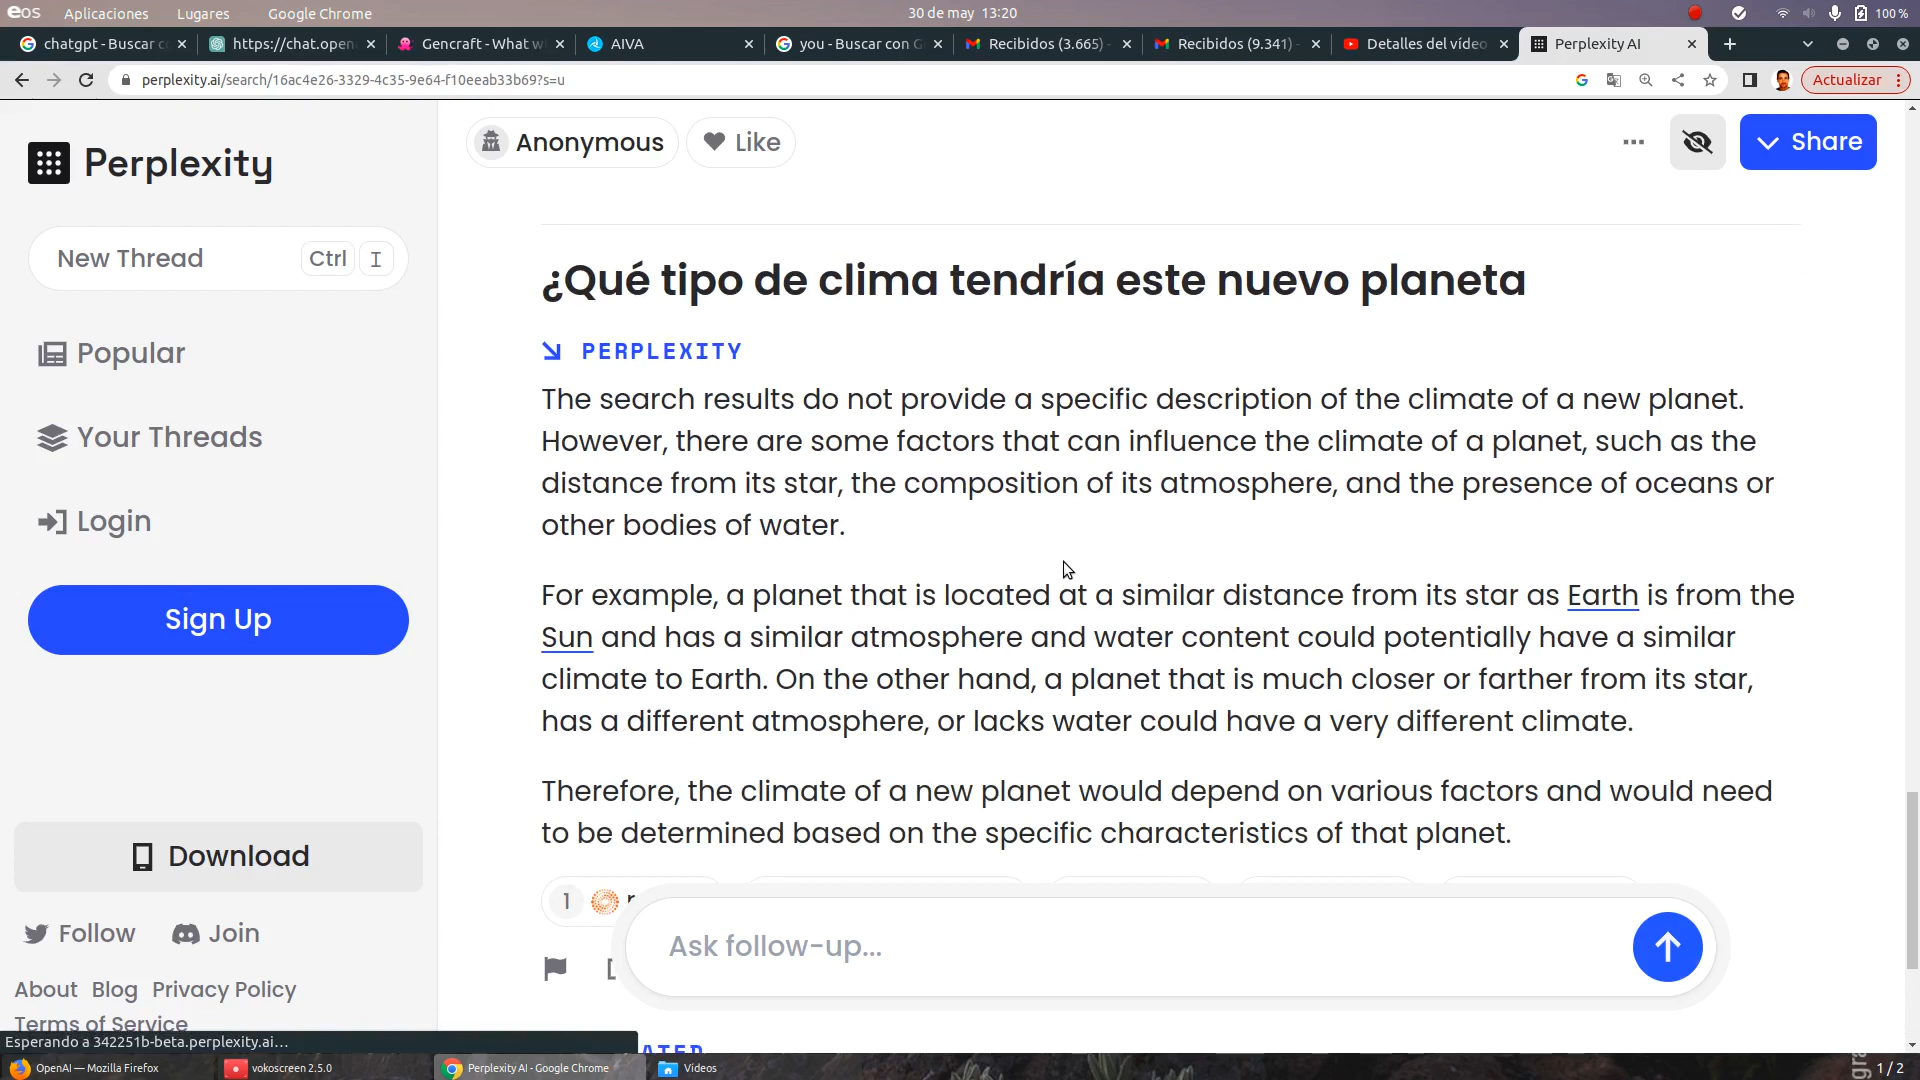 eos Aplicaciones Lugares Google Chrome 30 de may 13:20 100 %
chatgpt - Buscar c https://chat.open Gencraft - What w AIVA you - Buscar con G Recibidos (3.665) - Recibidos (9.341) - Detalles del vídeo Perplexity AI
perplexity.ai/search/16ac4e26-3329-4c35-9e64-f10eeab33b69?s=u Actualizar
Perplexity
New Thread Ctrl I
Popular
Your Threads
Login
Sign Up
Download
Follow Join
About Blog Privacy Policy
Terms of Service
Anonymous Like Share
¿Qué tipo de clima tendría este nuevo planeta
PERPLEXITY
The search results do not provide a specific description of the climate of a new planet.
However, there are some factors that can influence the climate of a planet, such as the
distance from its star, the composition of its atmosphere, and the presence of oceans or
other bodies of water.
For example, a planet that is located at a similar distance from its star as Earth is from the
Sun and has a similar atmosphere and water content could potentially have a similar
climate to Earth. On the other hand, a planet that is much closer or farther from its star,
has a different atmosphere, or lacks water could have a very different climate.
Therefore, the climate of a new planet would depend on various factors and would need
to be determined based on the specific characteristics of that planet.
1
Ask follow-up...
Esperando a 342251b-beta.perplexity.ai...
OpenAI — Mozilla Firefox vokoscreen 2.5.0 Perplexity AI - Google Chrome Vídeos 1 / 2